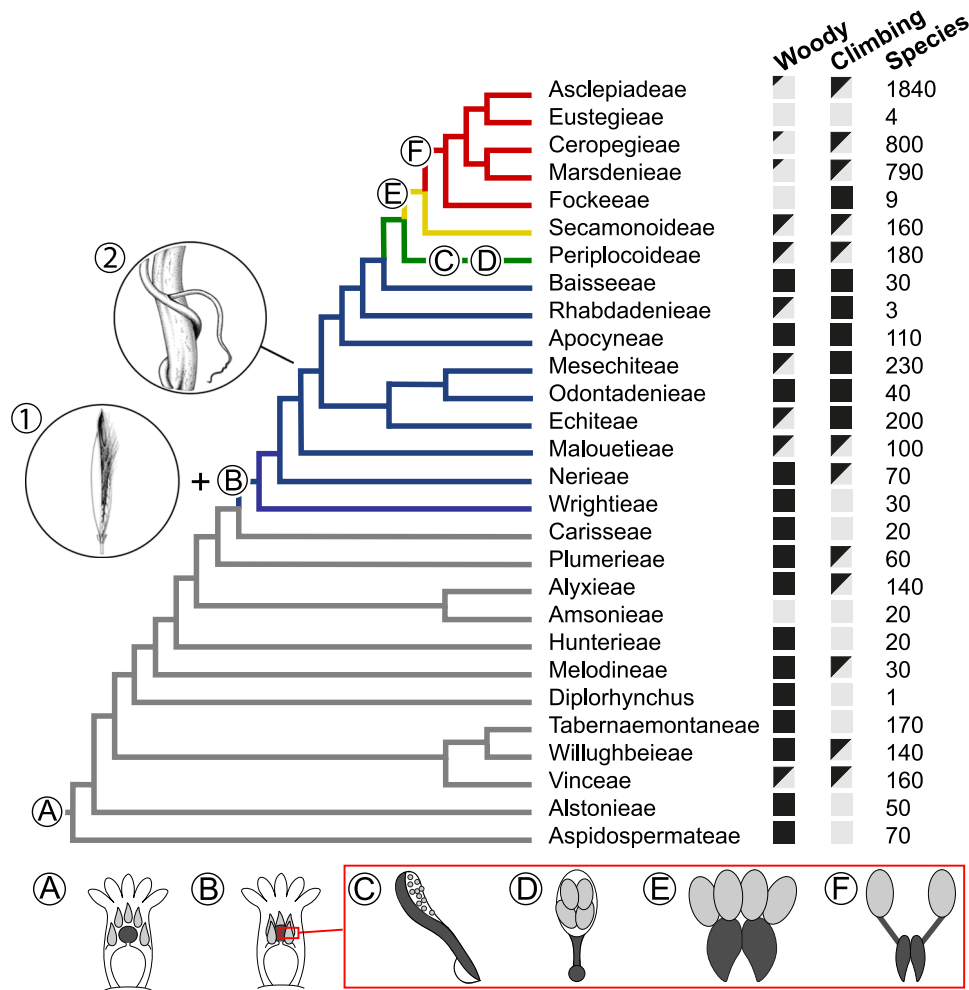 Woody Climbing Species
Asclepiadeae 1840
Eustegieae 4
F Ceropegieae 800
Marsdenieae 790
E Fockeeae 9
Secamonoideae 160
2 C D Periplocoideae 180
Baisseeae 30
Rhabdadenieae 3
Apocyneae 110
Mesechiteae 230
Odontadenieae 40
1 Echiteae 200
Malouetieae 100
+ B Nerieae 70
Wrightieae 30
Carisseae 20
Plumerieae 60
Alyxieae 140
Amsonieae 20
Hunterieae 20
Melodineae 30
Diplorhynchus 1
Tabernaemontaneae 170
Willughbeieae 140
Vinceae 160
A Alstonieae 50
Aspidospermateae 70
A B C D E F